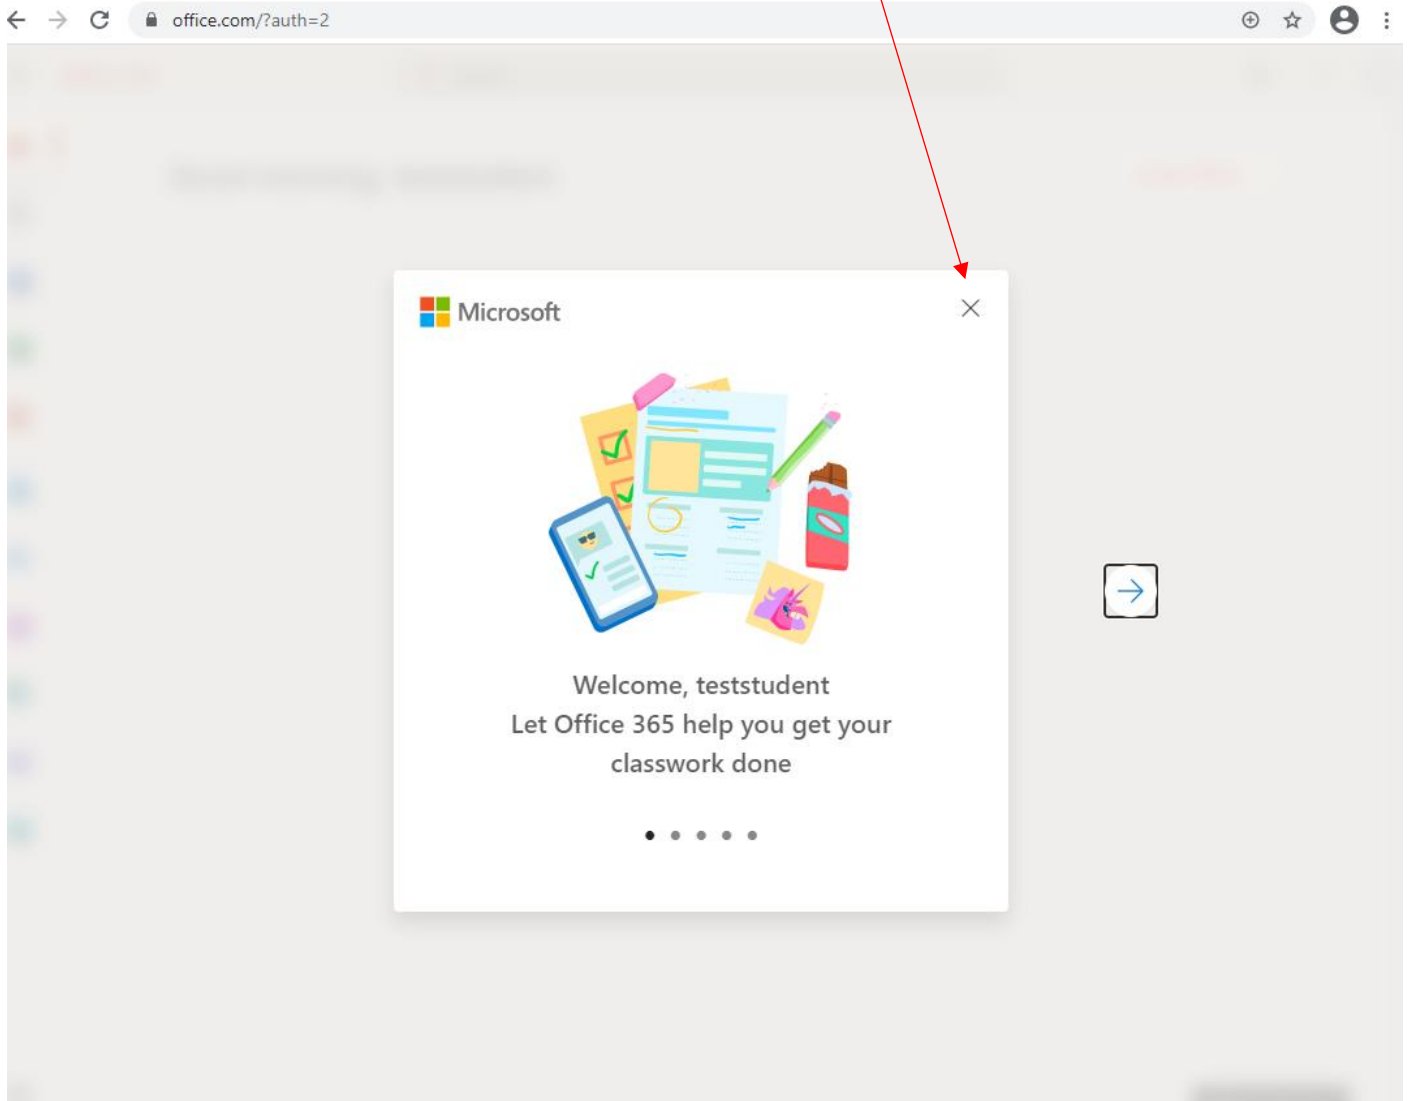 office.com/?auth=2
Microsoft
Welcome, teststudent
Let Office 365 help you get your
classwork done